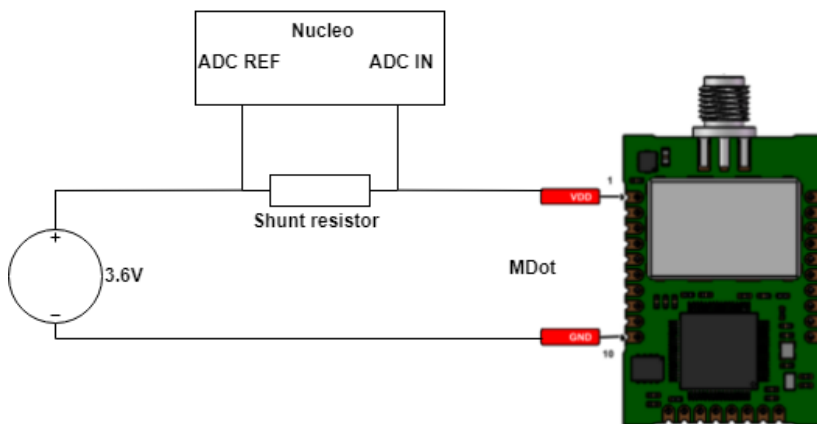 Nucleo
ADC REF
ADC IN
+
Shunt resistor
1
VDD
3.6V
MDot
−
GND
10